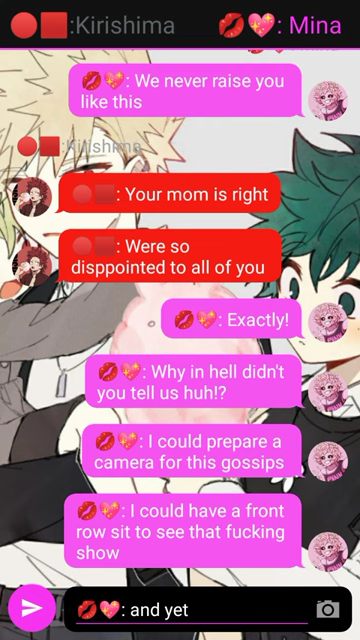 🔴🟥:Kirishima 💋💖: Mina
💋💖: We never raise you
like this
🔴🟥:Kirishima
🔴🟥: Your mom is right
🔴🟥: Were so
disppointed to all of you
💋💖: Exactly!
💋💖: Why in hell didn't
you tell us huh!?
💋💖: I could prepare a
camera for this gossips
💋💖: I could have a front
row sit to see that fucking
show
💋💖: and yet